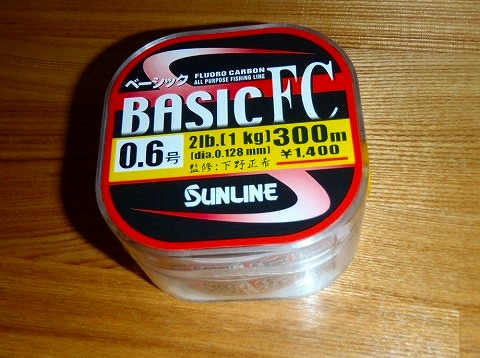 ベーシック FLUORO CARBON
ALL PURPOSE FISHING LINE
BASIC FC
0.6号 2lb.(1kg) 300m
(dia.0.128mm) ¥1,400
監修:下野正希
SUNLINE